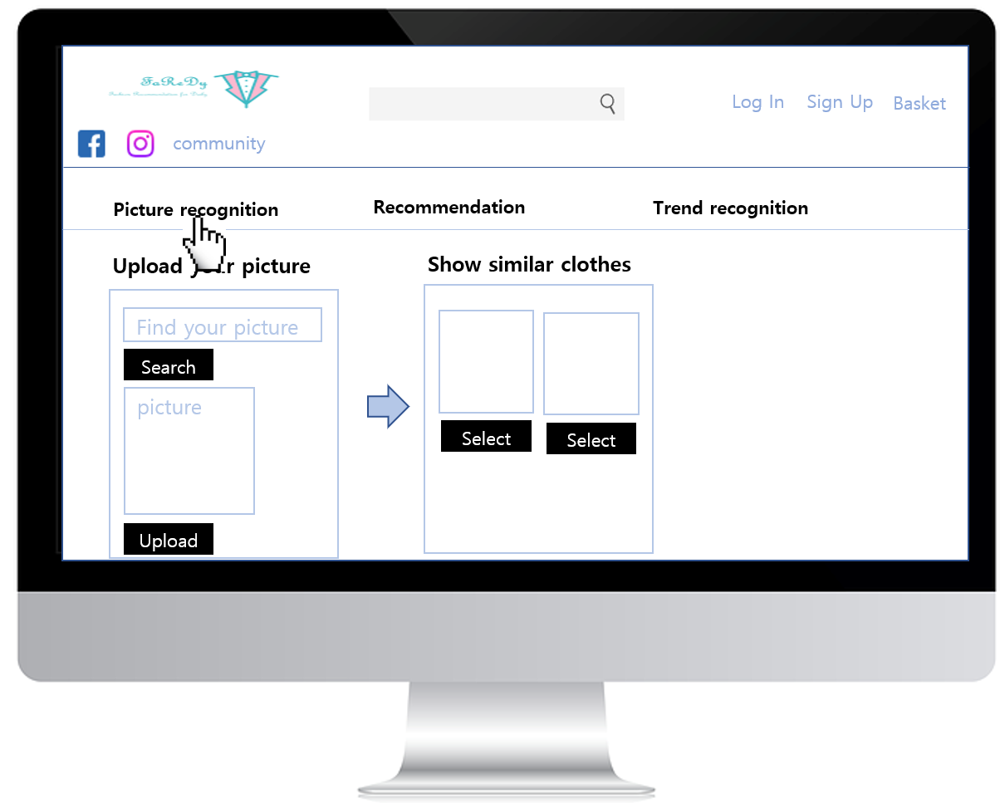 FaReDy
Fashion Recommendation for Daily
Log In Sign Up Basket
community
Picture recognition Recommendation Trend recognition
Upload your picture
Find your picture
Search
picture
Upload
Show similar clothes
Select Select